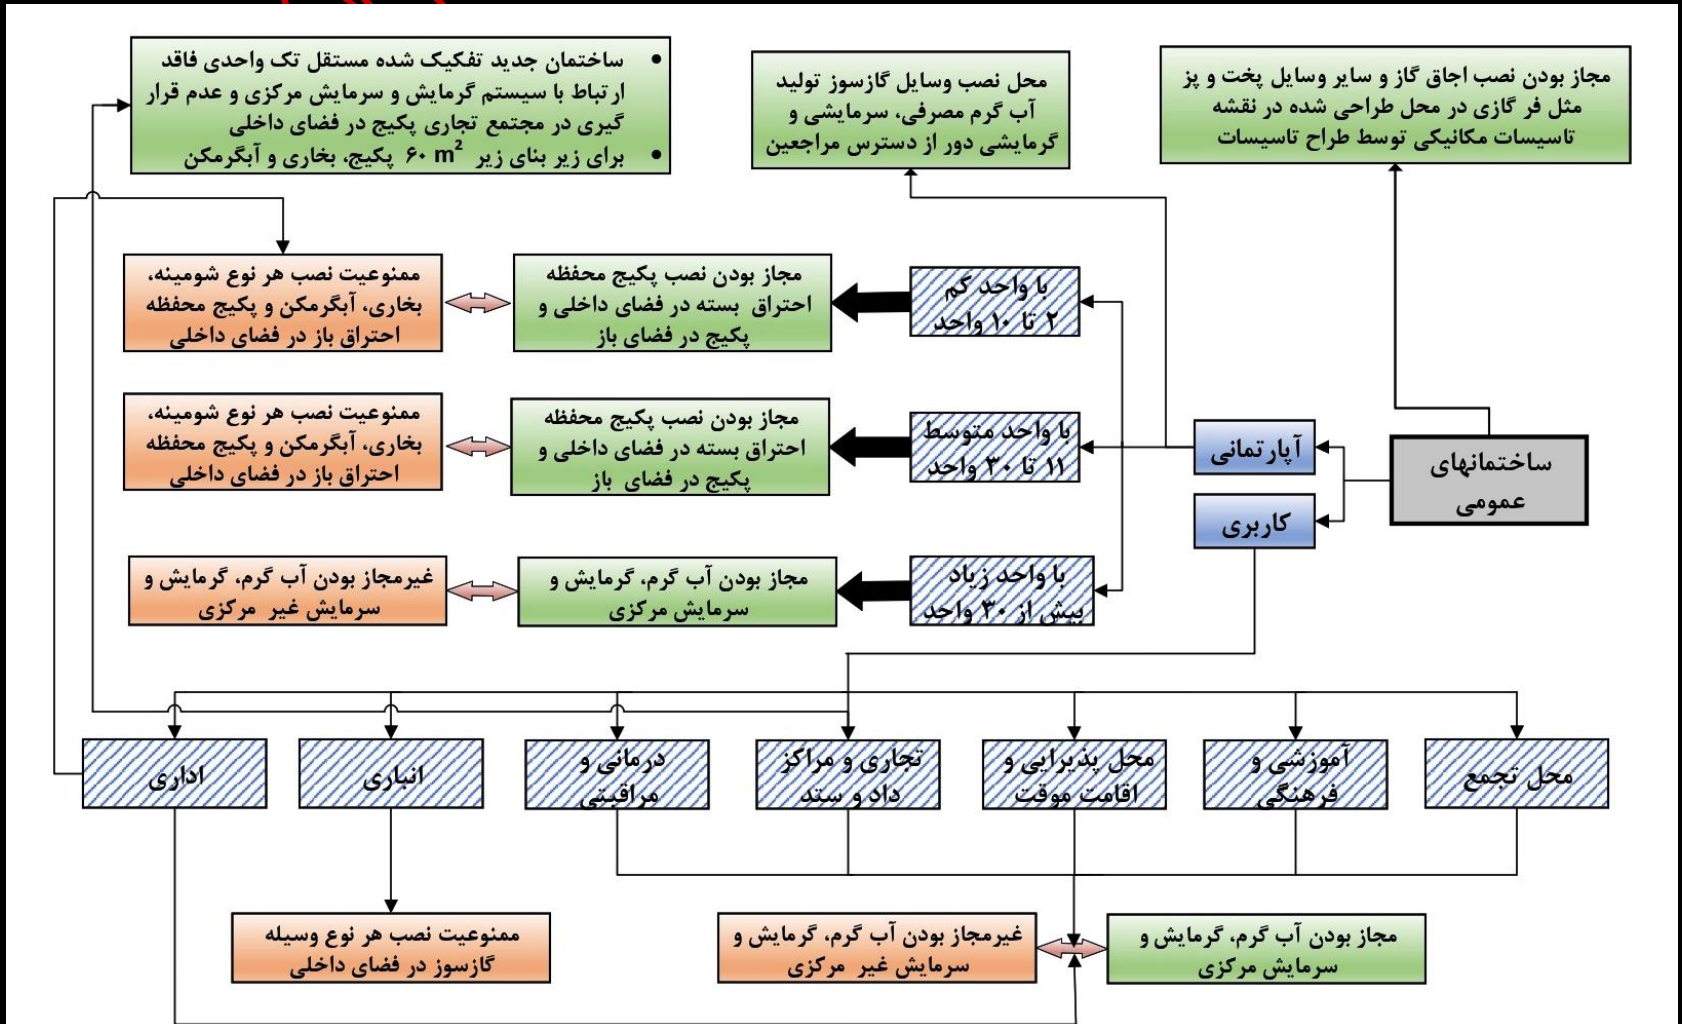 مجاز بودن نصب اجاق گاز و سایر وسایل پخت و پز
مثل فر گازی در محل طراحی شده در نقشه
تاسیسات مکانیکی توسط طراح تاسیسات
محل نصب وسایل گازسوز تولید
آب گرم مصرفی، سرمایشی و
گرمایشی دور از دسترس مراجعین
• ساختمان جدید تفکیک شده مستقل تک واحدی فاقد
ارتباط با سیستم گرمایش و سرمایش مرکزی و عدم قرار
گیری در مجتمع تجاری پکیج در فضای داخلی
• برای زیر بنای زیر ۶۰ m² پکیج، بخاری و آبگرمکن
با واحد کم
۲ تا ۱۰ واحد
مجاز بودن نصب پکیج محفظه
احتراق بسته در فضای داخلی و
پکیج در فضای باز
ممنوعیت نصب هر نوع شومینه،
بخاری، آبگرمکن و پکیج محفظه
احتراق باز در فضای داخلی
ساختمانهای
عمومی
آپارتمانی
کاربری
با واحد متوسط
۱۱ تا ۳۰ واحد
مجاز بودن نصب پکیج محفظه
احتراق بسته در فضای داخلی و
پکیج در فضای باز
ممنوعیت نصب هر نوع شومینه،
بخاری، آبگرمکن و پکیج محفظه
احتراق باز در فضای داخلی
با واحد زیاد
بیش از ۳۰ واحد
مجاز بودن آب گرم، گرمایش و
سرمایش مرکزی
غیرمجاز بودن آب گرم، گرمایش و
سرمایش غیر مرکزی
محل تجمع
آموزشی و
فرهنگی
محل پذیرایی و
اقامت موقت
تجاری و مراکز
داد و ستد
درمانی و
مراقبتی
انباری
اداری
مجاز بودن آب گرم، گرمایش و
سرمایش مرکزی
غیرمجاز بودن آب گرم، گرمایش و
سرمایش غیر مرکزی
ممنوعیت نصب هر نوع وسیله
گازسوز در فضای داخلی